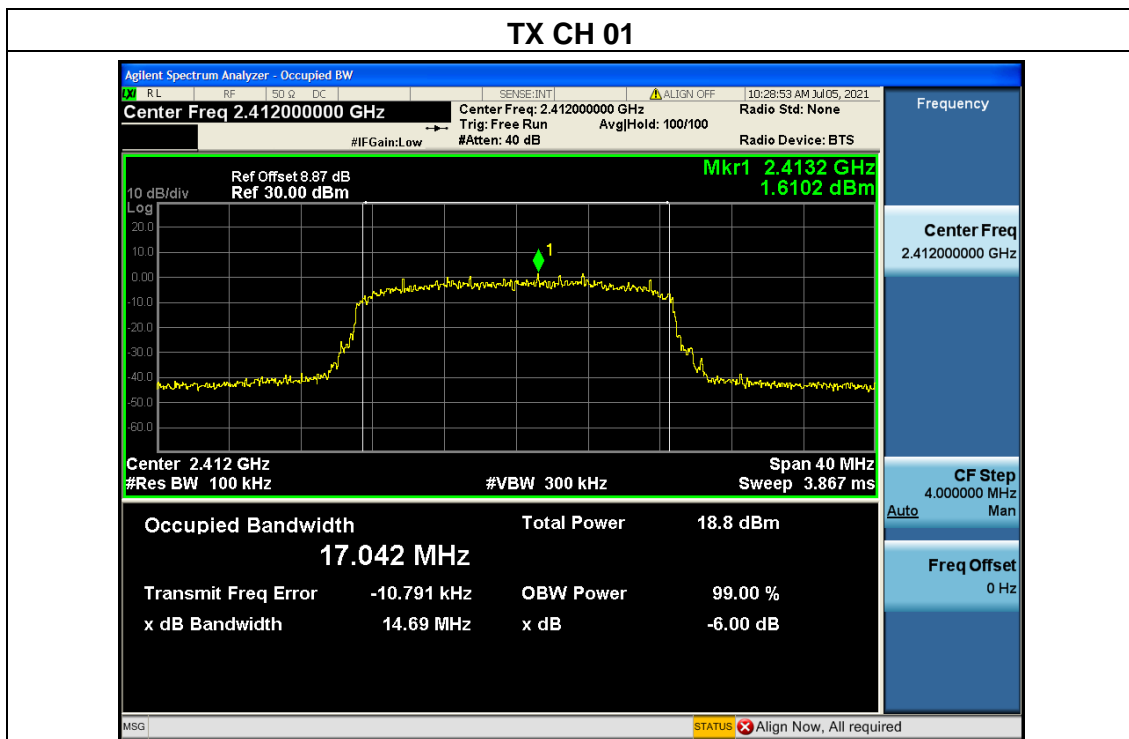 TX CH 01
Agilent Spectrum Analyzer - Occupied BW
LXI RL RF 50 Ω DC SENSE:INT ALIGN OFF 10:28:53 AM Jul 05, 2021
Center Freq 2.412000000 GHz
#IFGain:Low
Center Freq: 2.412000000 GHz
Trig: Free Run Avg|Hold: 100/100
#Atten: 40 dB
Radio Std: None
Radio Device: BTS
Frequency
Mkr1 2.4132 GHz
1.6102 dBm
Ref Offset 8.87 dB
10 dB/div Ref 30.00 dBm
Log
20.0
10.0
0.00
-10.0
-20.0
-30.0
-40.0
-50.0
-60.0
1
Center 2.412 GHz Span 40 MHz
#Res BW 100 kHz #VBW 300 kHz Sweep 3.867 ms
Center Freq
2.412000000 GHz
CF Step
4.000000 MHz
Auto Man
Freq Offset
0 Hz
Occupied Bandwidth Total Power 18.8 dBm
17.042 MHz
Transmit Freq Error -10.791 kHz OBW Power 99.00 %
x dB Bandwidth 14.69 MHz x dB -6.00 dB
MSG STATUS Align Now, All required